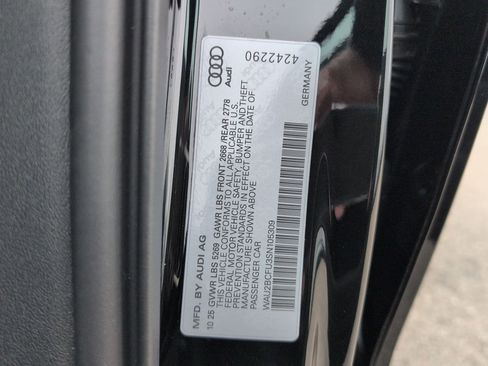 MFD. BY AUDI AG
Audi
4242290
10 25 GVWR LBS 5269 GAWR LBS FRONT 2668 /REAR 2778
THIS VEHICLE CONFORMS TO ALL APPLICABLE U.S.
FEDERAL MOTOR VEHICLE SAFETY, BUMPER AND THEFT
PREVENTION STANDARDS IN EFFECT ON THE DATE OF
MANUFACTURE SHOWN ABOVE
PASSENGER CAR
WAU2BCFU3SN105309
GERMANY